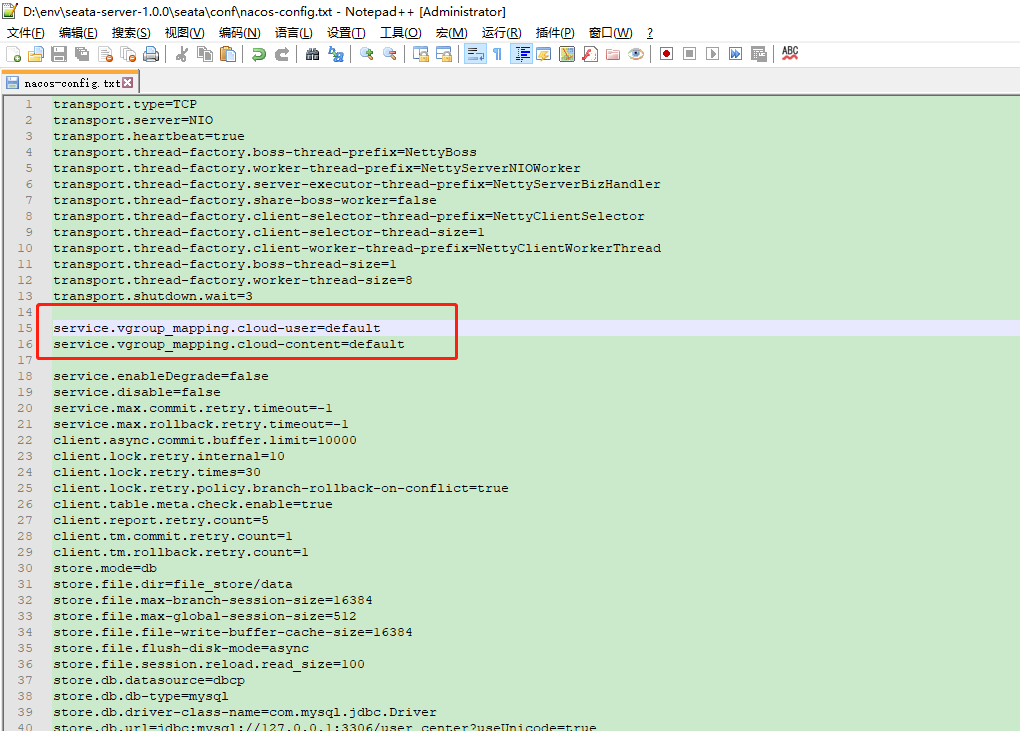 D:\env\seata-server-1.0.0\seata\conf\nacos-config.txt - Notepad++ [Administrator]
文件(F) 编辑(E) 搜索(S) 视图(V) 编码(N) 语言(L) 设置(T) 工具(O) 宏(M) 运行(R) 插件(P) 窗口(W) ?
ABC
nacos-config.txt
1 transport.type=TCP
2 transport.server=NIO
3 transport.heartbeat=true
4 transport.thread-factory.boss-thread-prefix=NettyBoss
5 transport.thread-factory.worker-thread-prefix=NettyServerNIOWorker
6 transport.thread-factory.server-executor-thread-prefix=NettyServerBizHandler
7 transport.thread-factory.share-boss-worker=false
8 transport.thread-factory.client-selector-thread-prefix=NettyClientSelector
9 transport.thread-factory.client-selector-thread-size=1
10 transport.thread-factory.client-worker-thread-prefix=NettyClientWorkerThread
11 transport.thread-factory.boss-thread-size=1
12 transport.thread-factory.worker-thread-size=8
13 transport.shutdown.wait=3
14
15 service.vgroup_mapping.cloud-user=default
16 service.vgroup_mapping.cloud-content=default
17
18 service.enableDegrade=false
19 service.disable=false
20 service.max.commit.retry.timeout=-1
21 service.max.rollback.retry.timeout=-1
22 client.async.commit.buffer.limit=10000
23 client.lock.retry.internal=10
24 client.lock.retry.times=30
25 client.lock.retry.policy.branch-rollback-on-conflict=true
26 client.table.meta.check.enable=true
27 client.report.retry.count=5
28 client.tm.commit.retry.count=1
29 client.tm.rollback.retry.count=1
30 store.mode=db
31 store.file.dir=file_store/data
32 store.file.max-branch-session-size=16384
33 store.file.max-global-session-size=512
34 store.file.file-write-buffer-cache-size=16384
35 store.file.flush-disk-mode=async
36 store.file.session.reload.read_size=100
37 store.db.datasource=dbcp
38 store.db.db-type=mysql
39 store.db.driver-class-name=com.mysql.jdbc.Driver
40 store.db.url=jdbc:mysql://127.0.0.1:3306/user_center?useUnicode=true